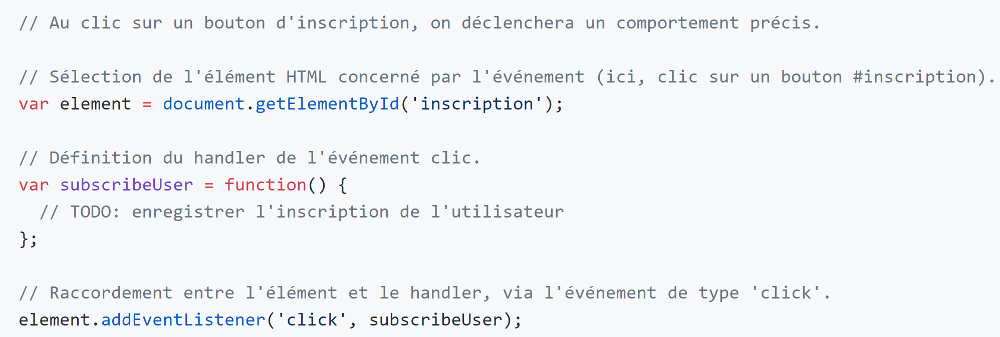 // Au clic sur un bouton d'inscription, on déclenchera un comportement précis.
// Sélection de l'élément HTML concerné par l'événement (ici, clic sur un bouton #inscription).
var element = document.getElementById('inscription');
// Définition du handler de l'événement clic.
var subscribeUser = function() {
  // TODO: enregistrer l'inscription de l'utilisateur
};
// Raccordement entre l'élément et le handler, via l'événement de type 'click'.
element.addEventListener('click', subscribeUser);